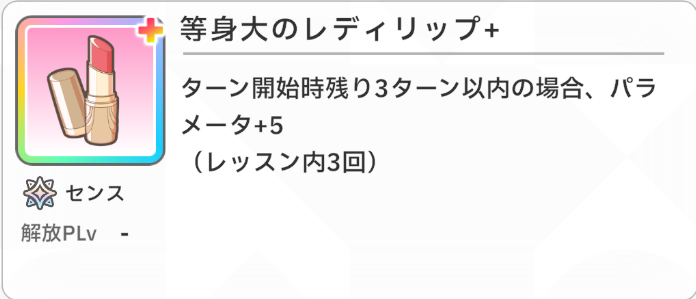 等身大のレディリップ+
ターン開始時残り3ターン以内の場合、パラ
メータ+5
（レッスン内3回）
センス
解放PLv -